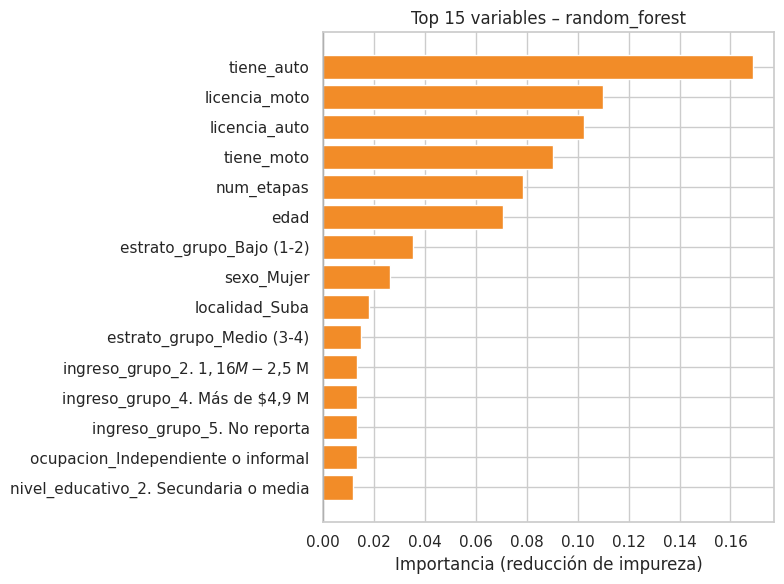 Top 15 variables – random_forest
tiene_auto
licencia_moto
licencia_auto
tiene_moto
num_etapas
edad
estrato_grupo_Bajo (1-2)
sexo_Mujer
localidad_Suba
estrato_grupo_Medio (3-4)
ingreso_grupo_2. 1,16M−2,5 M
ingreso_grupo_4. Más de $4,9 M
ingreso_grupo_5. No reporta
ocupacion_Independiente o informal
nivel_educativo_2. Secundaria o media
0.00 0.02 0.04 0.06 0.08 0.10 0.12 0.14 0.16
Importancia (reducción de impureza)